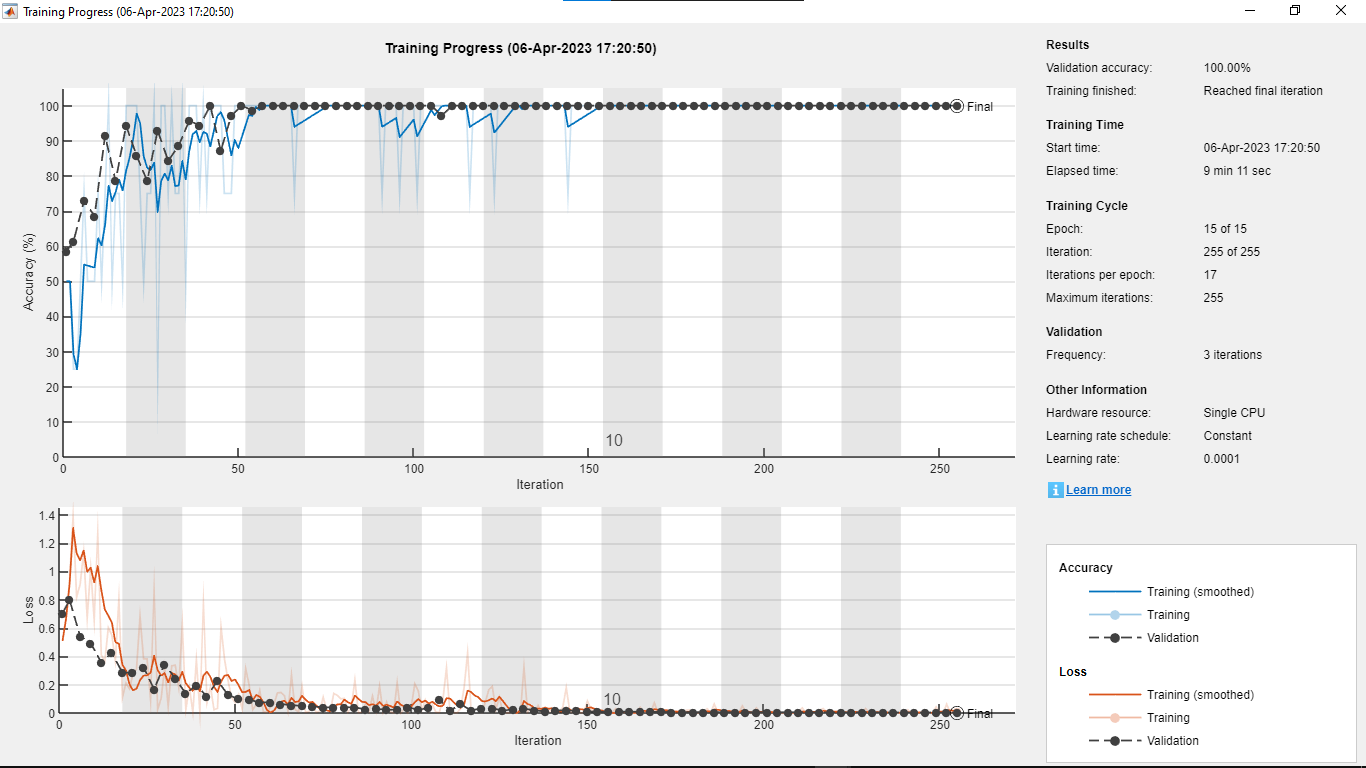 Training Progress (06-Apr-2023 17:20:50)
Training Progress (06-Apr-2023 17:20:50)
100
90
80
70
60
50
40
30
20
10
0
Accuracy (%)
Final
10
0
50
100
150
200
250
Iteration
1.4
1.2
1
0.8
0.6
0.4
0.2
0
Loss
10
Final
0
50
100
150
200
250
Iteration
Results
Validation accuracy: 100.00%
Training finished: Reached final iteration
Training Time
Start time: 06-Apr-2023 17:20:50
Elapsed time: 9 min 11 sec
Training Cycle
Epoch: 15 of 15
Iteration: 255 of 255
Iterations per epoch: 17
Maximum iterations: 255
Validation
Frequency: 3 iterations
Other Information
Hardware resource: Single CPU
Learning rate schedule: Constant
Learning rate: 0.0001
i Learn more
Accuracy
Training (smoothed)
Training
Validation
Loss
Training (smoothed)
Training
Validation